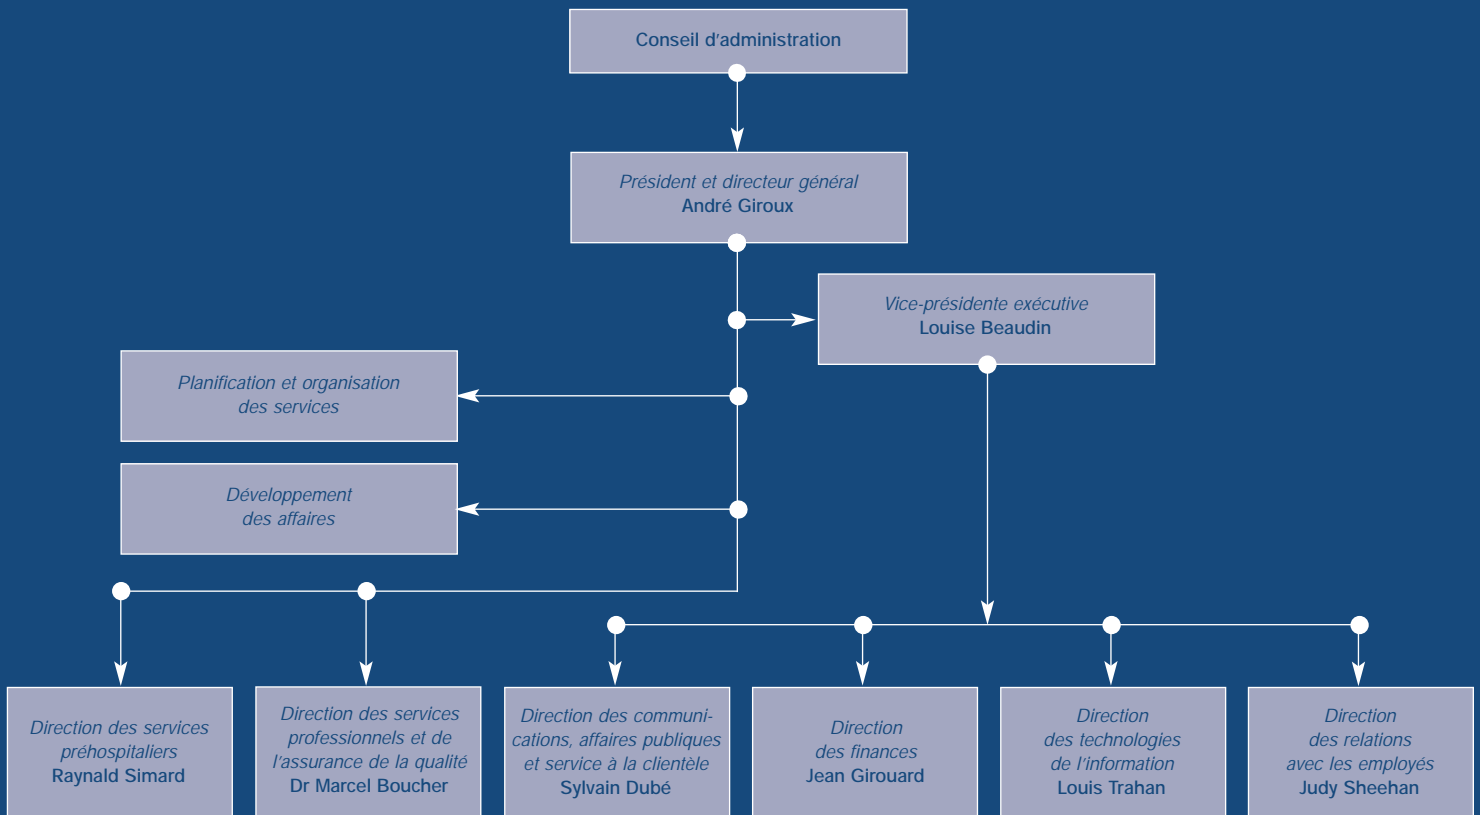 Conseil d'administration
Président et directeur général
André Giroux
Vice-présidente exécutive
Louise Beaudin
Planification et organisation
des services
Développement
des affaires
Direction des services
préhospitaliers
Raynald Simard
Direction des services
professionnels et de
l'assurance de la qualité
Dr Marcel Boucher
Direction des communi-
cations, affaires publiques
et service à la clientèle
Sylvain Dubé
Direction
des finances
Jean Girouard
Direction
des technologies
de l'information
Louis Trahan
Direction
des relations
avec les employés
Judy Sheehan